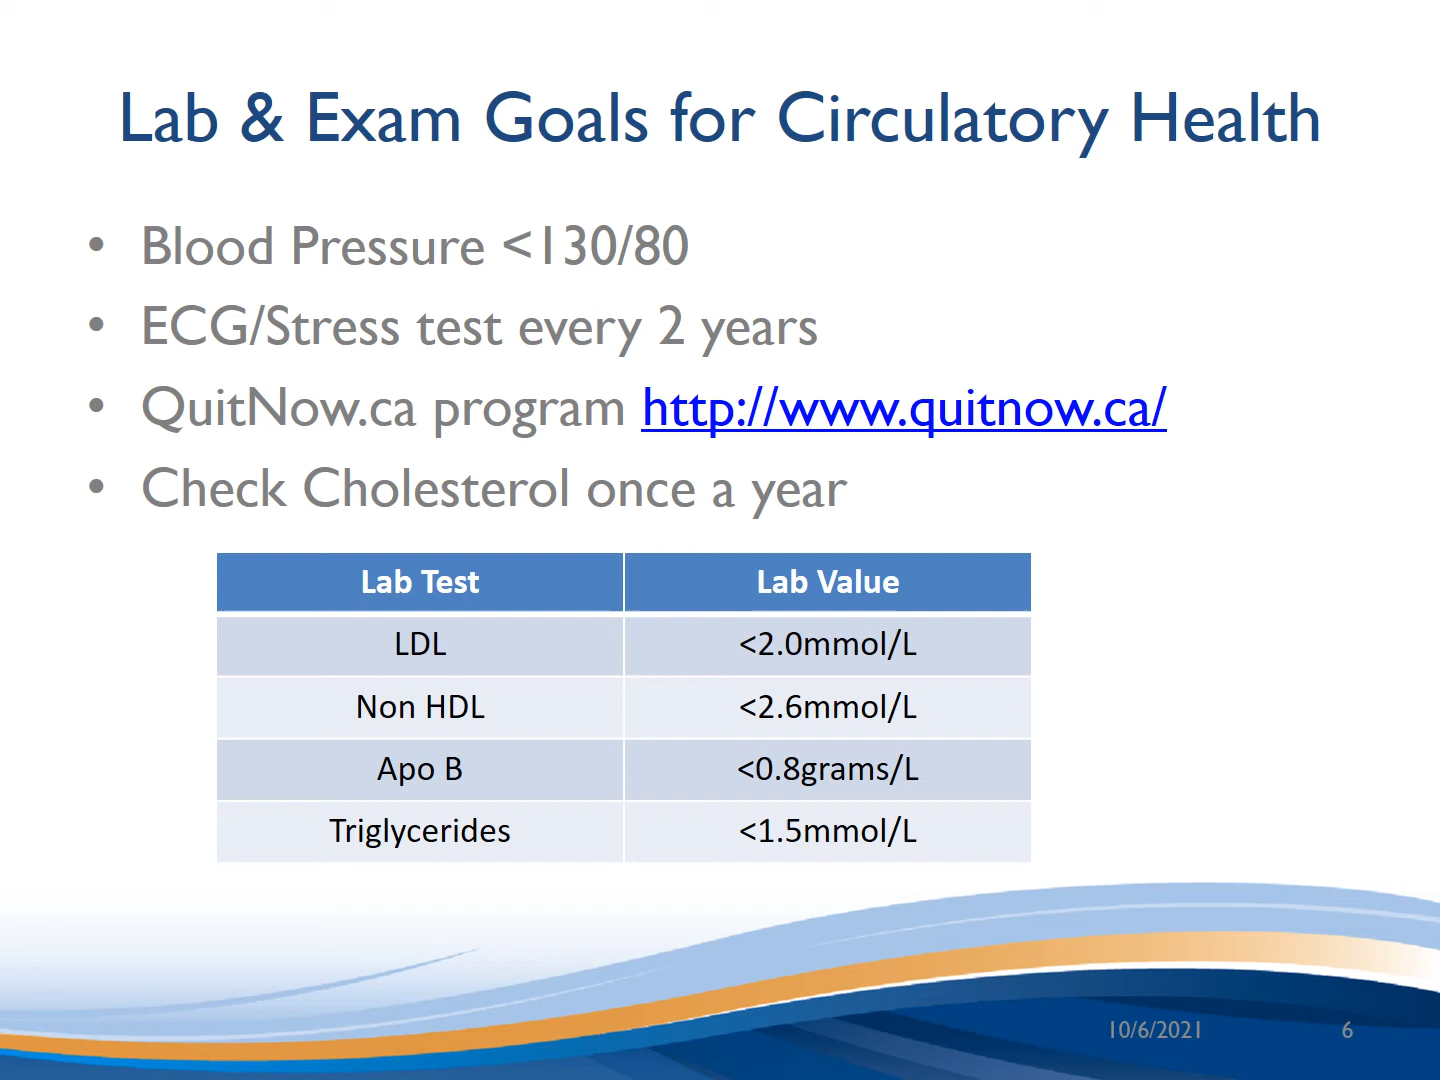 Lab & Exam Goals for Circulatory Health
• Blood Pressure <130/80
• ECG/Stress test every 2 years
• QuitNow.ca program http://www.quitnow.ca/
• Check Cholesterol once a year
Lab Test Lab Value
LDL <2.0mmol/L
Non HDL <2.6mmol/L
Apo B <0.8grams/L
Triglycerides <1.5mmol/L
10/6/2021 6